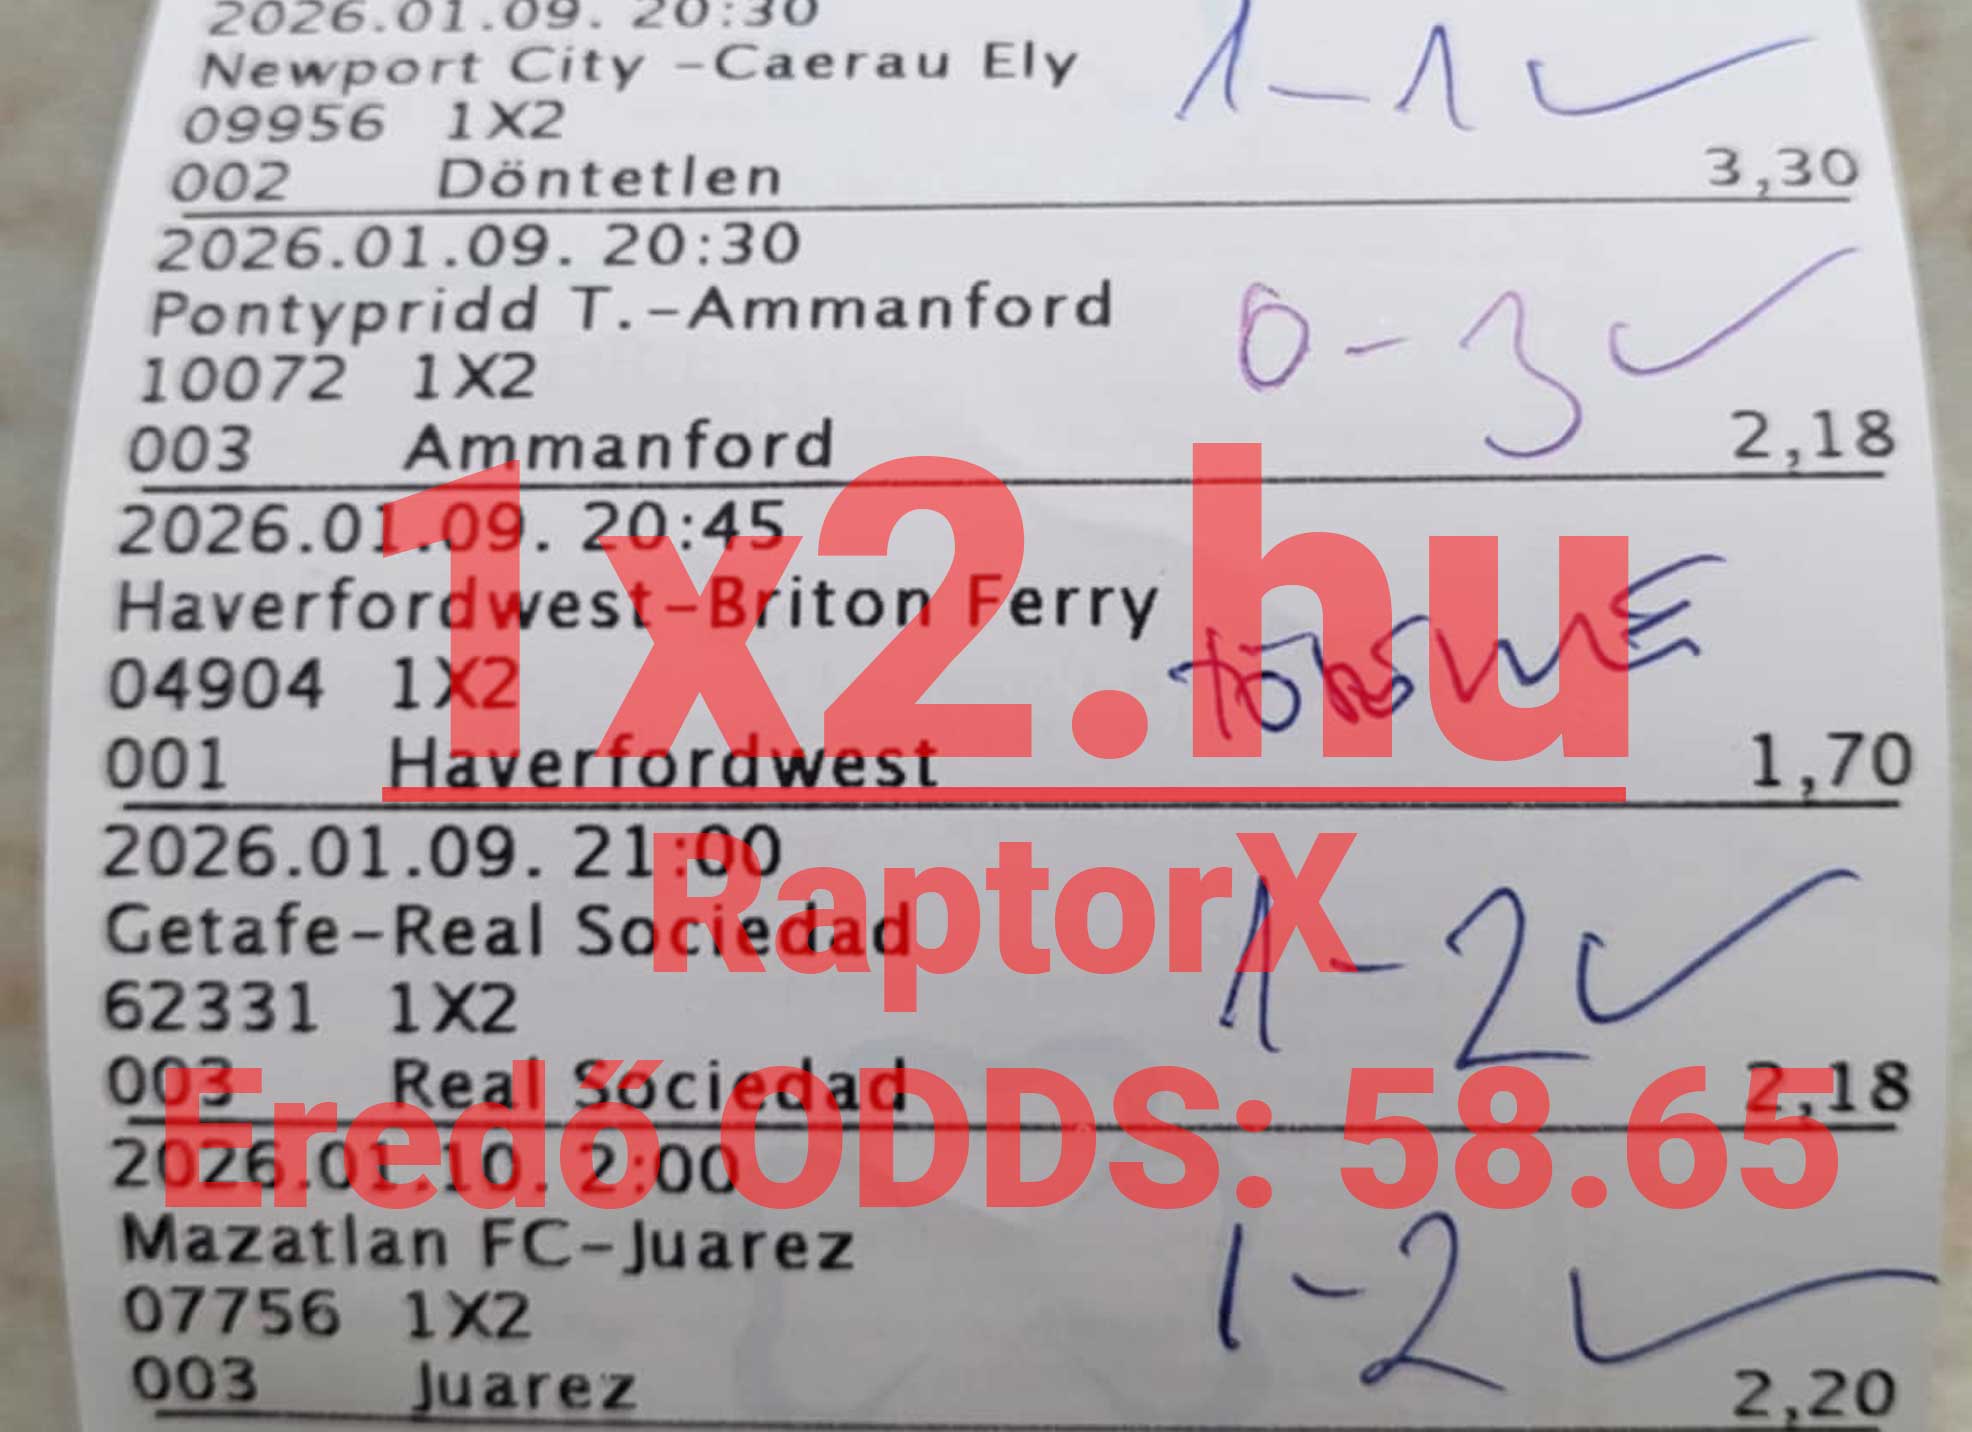 2026.01.09. 20:30
Newport City -Caerau Ely
1-1 ✓
09956 1X2
002 Döntetlen 3,30
2026.01.09. 20:30
Pontypridd T.-Ammanford
0-3 ✓
10072 1X2
003 Ammanford 2,18
1x2.hu
2026.01.09. 20:45
Haverfordwest-Briton Ferry
04904 1X2
001 Haverfordwest 1,70
RaptorX
2026.01.09. 21:00
Getafe-Real Sociedad
1-2 ✓
62331 1X2
003 Real Sociedad 2,18
Eredő ODDS: 58.65
2026.01.10. 2:00
Mazatlan FC-Juarez
1-2 ✓
07756 1X2
003 Juarez 2,20